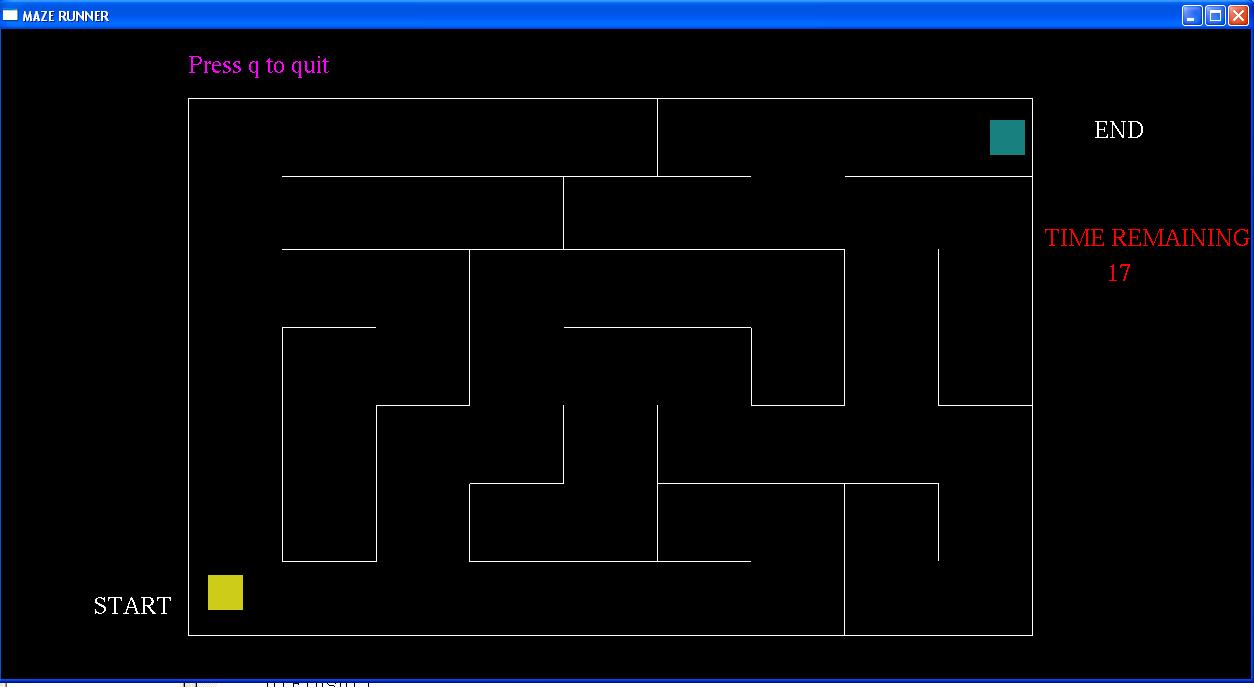 MAZE RUNNER
Press q to quit
END
TIME REMAINING
17
START